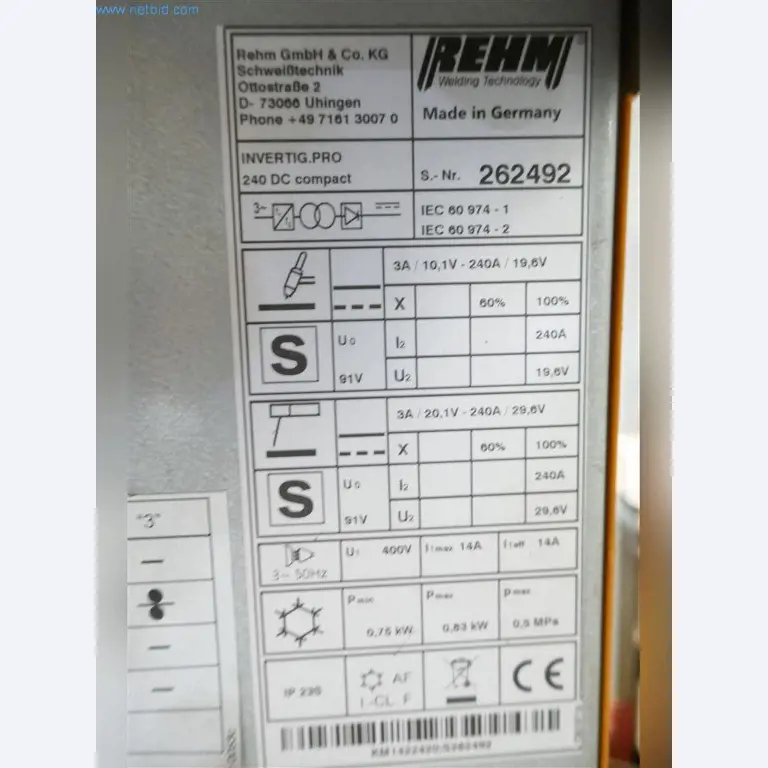 www.netbid.com
Rehm GmbH & Co. KG
Schweißtechnik
Ottostraße 2
D- 73066 Uhingen
Phone +49 7161 3007 0
REHM
Welding Technology
Made in Germany
INVERTIG.PRO
240 DC compact
S.- Nr. 262492
3~
IEC 60 974 - 1
IEC 60 974 - 2
3A / 10,1V - 240A / 19,6V
X 60% 100%
S
U0 I2 240A
91V U2 19,6V
3A / 20,1V - 240A / 29,6V
X 60% 100%
S
U0 I2 240A
91V U2 29,6V
"3"
3~ 50Hz
U1 400V I1max 14A I1eff 14A
Pmin Pmax pmax
0,75 kW 0,83 kW 0,5 MPa
IP 23S
AF
I-CL F
CE